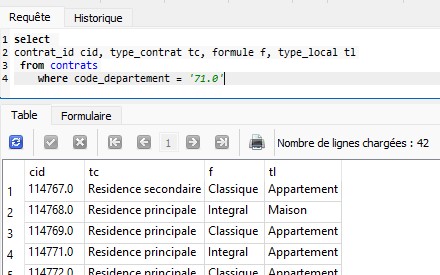 Requête Historique
1 select
2 contrat_id cid, type_contrat tc, formule f, type_local tl
3 from contrats
4 where code_departement = '71.0'
Table Formulaire
1 Nombre de lignes chargées : 42
cid tc f tl
1 114767.0 Residence secondaire Classique Appartement
2 114768.0 Residence principale Integral Maison
3 114769.0 Residence principale Classique Appartement
4 114771.0 Residence principale Integral Appartement
114772.0 Residence principale Classique Appartement